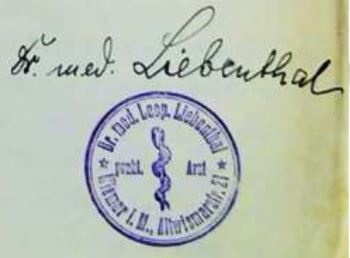 Dr. med. Liebenthal
Dr. med. Leop. Liebenthal
prakt. Arzt
Wismar i. M., Altwismarstr. 21